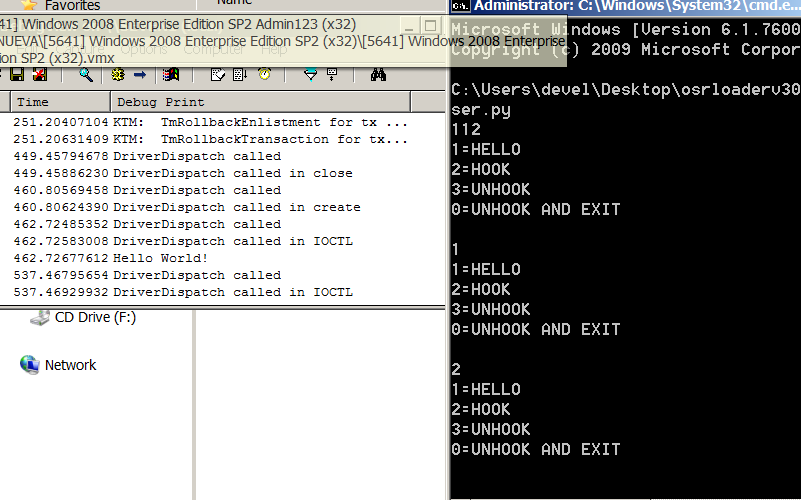 Favorites
Name
41] Windows 2008 Enterprise Edition SP2 Admin123 (x32)
NUEVA\[5641] Windows 2008 Enterprise Edition SP2 (x32)\[5641] Windows 2008 Enterprise
ion SP2 (x32).vmx
Computer Help
Time Debug Print
251.20407104 KTM: TmRollbackEnlistment for tx ...
251.20631409 KTM: TmRollbackTransaction for tx...
449.45794678 DriverDispatch called
449.45886230 DriverDispatch called in close
460.80569458 DriverDispatch called
460.80624390 DriverDispatch called in create
462.72485352 DriverDispatch called
462.72583008 DriverDispatch called in IOCTL
462.72677612 Hello World!
537.46795654 DriverDispatch called
537.46929932 DriverDispatch called in IOCTL
CD Drive (F:)
Network
Administrator: C:\Windows\System32\cmd.e...
Microsoft Windows [Version 6.1.7600
Copyright (c) 2009 Microsoft Corpor
C:\Users\devel\Desktop\osrloaderv30
ser.py
112
1=HELLO
2=HOOK
3=UNHOOK
0=UNHOOK AND EXIT
1
1=HELLO
2=HOOK
3=UNHOOK
0=UNHOOK AND EXIT
2
1=HELLO
2=HOOK
3=UNHOOK
0=UNHOOK AND EXIT